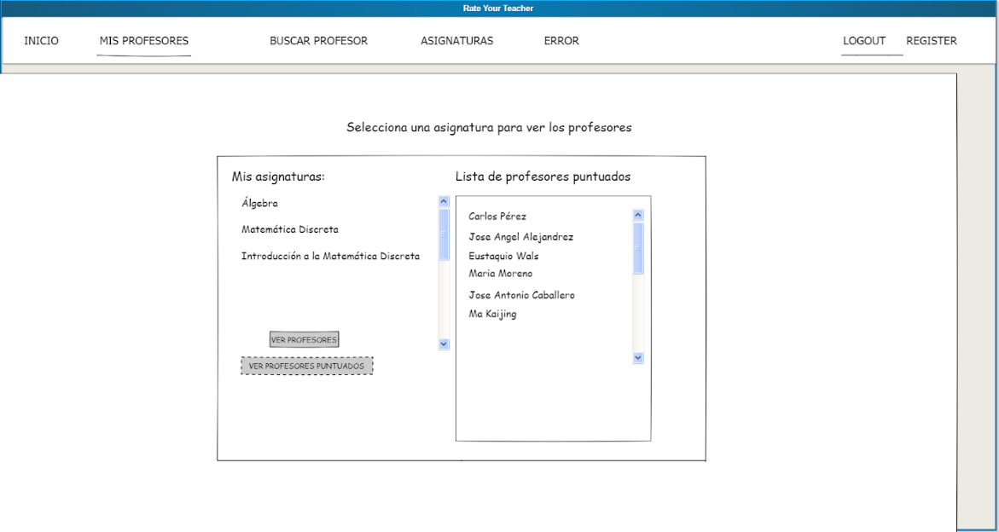 Rate Your Teacher
INICIO MIS PROFESORES BUSCAR PROFESOR ASIGNATURAS ERROR LOGOUT REGISTER
Selecciona una asignatura para ver los profesores
Mis asignaturas:
Álgebra
Matemática Discreta
Introducción a la Matemática Discreta
VER PROFESORES
VER PROFESORES PUNTUADOS
Lista de profesores puntuados
Carlos Pérez
Jose Angel Alejandrez
Eustaquio Wals
Maria Moreno
Jose Antonio Caballero
Ma Kaijing